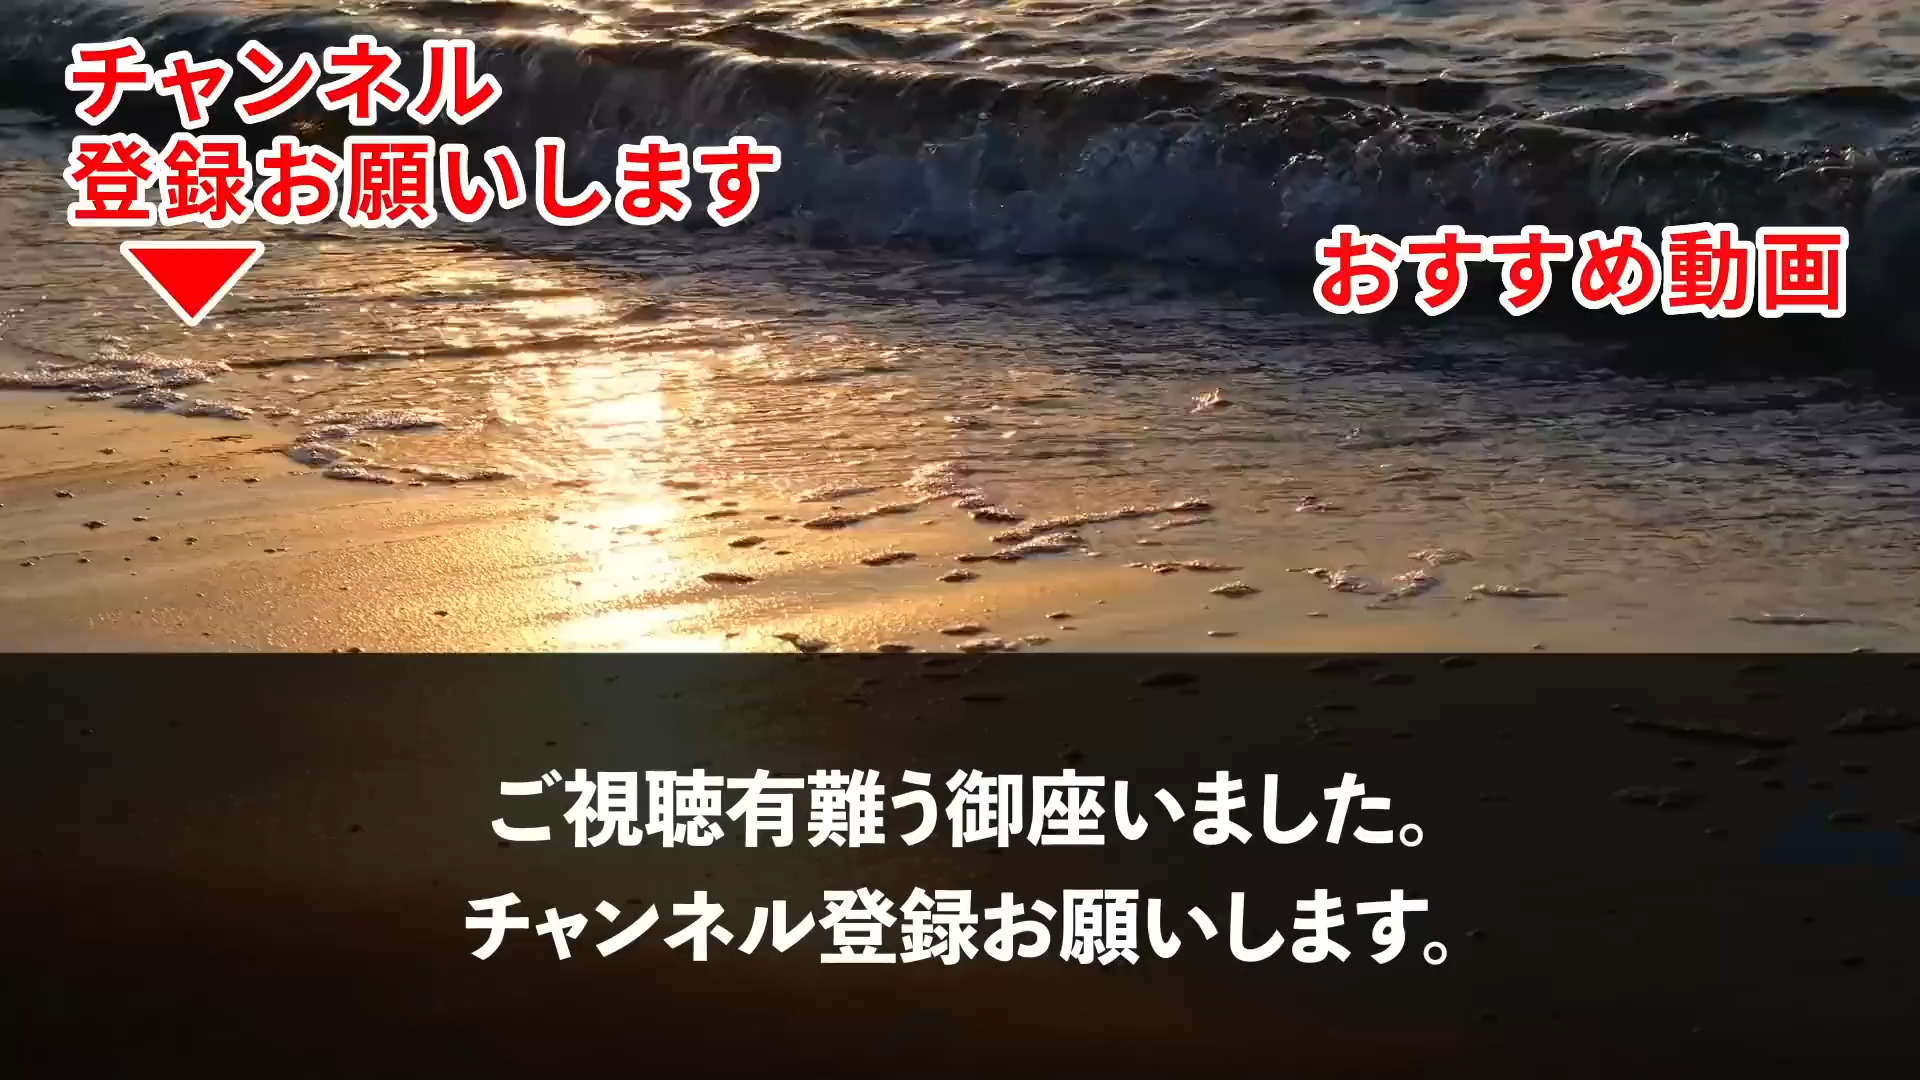 チャンネル
登録お願いします
おすすめ動画
ご視聴有難う御座いました。
チャンネル登録お願いします。